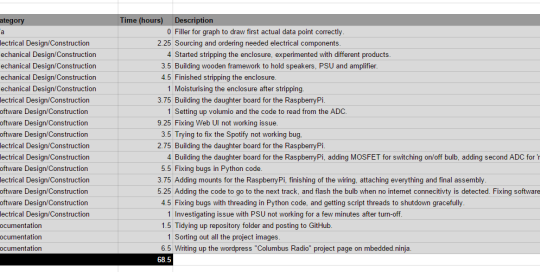 ategory Time (hours) Description
/a 0 Filler for graph to draw first actual data point correctly.
lectrical Design/Construction 2.25 Sourcing and ordering needed electrical components.
echanical Design/Construction 4 Started stripping the enclosure, experimented with different products.
echanical Design/Construction 3.5 Building wooden framework to hold speakers, PSU and amplifier.
echanical Design/Construction 4.5 Finished stripping the enclosure.
echanical Design/Construction 1 Moisturising the enclosure after stripping.
lectrical Design/Construction 3.75 Building the daughter board for the RaspberryPi.
oftware Design/Construction 1 Setting up volumio and the code to read from the ADC.
oftware Design/Construction 9.25 Fixing Web UI not working issue.
oftware Design/Construction 3.5 Trying to fix the Spotify not working bug.
lectrical Design/Construction 2.75 Building the daughter board for the RaspberryPi.
lectrical Design/Construction 4 Building the daughter board for the RaspberryPi, adding MOSFET for switching on/off bulb, adding second ADC for 'r
oftware Design/Construction 5.5 Fixing bugs in Python code.
lectrical Design/Construction 3.75 Adding mounts for the RaspberryPi, finishing of the wiring, attaching everything and final assembly.
oftware Design/Construction 5.25 Adding the code to go to the next track, and flash the bulb when no internet connecitivty is detected. Fixing software
oftware Design/Construction 4.5 Fixing bugs with threading in Python code, and getting script threads to shutdown gracefully.
lectrical Design/Construction 1 Investigating issue with PSU not working for a few minutes after turn-off.
ocumentation 1.5 Tidying up repository folder and posting to GitHub.
ocumentation 1 Sorting out all the project images.
ocumentation 6.5 Writing up the wordpress "Columbus Radio" project page on mbedded.ninja.
68.5